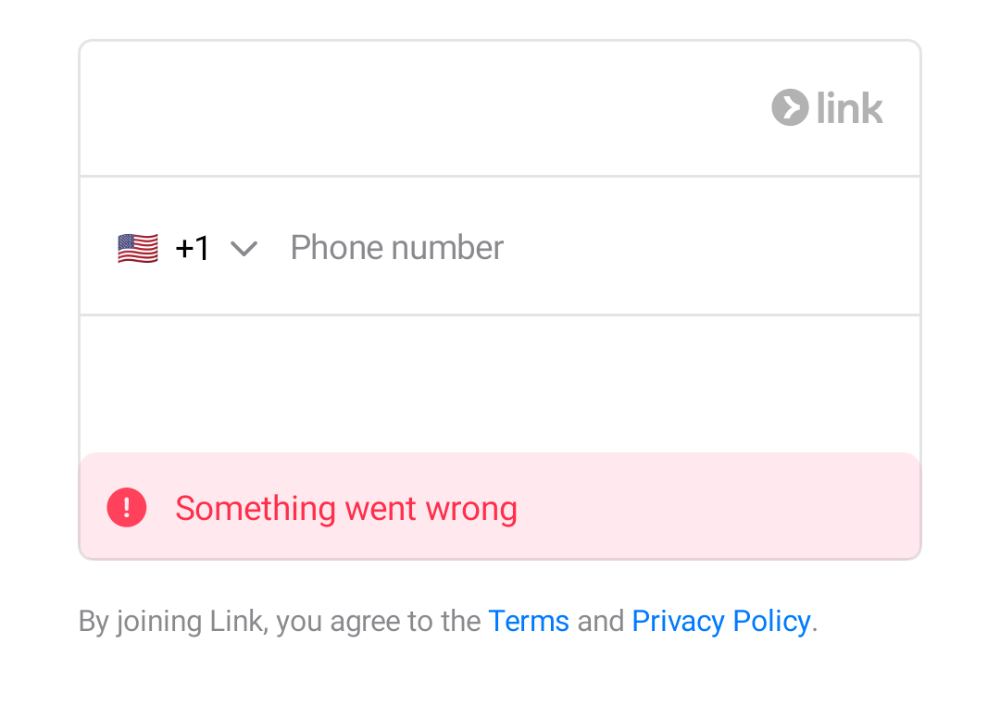 link
+1 Phone number
Something went wrong
By joining Link, you agree to the Terms and Privacy Policy.